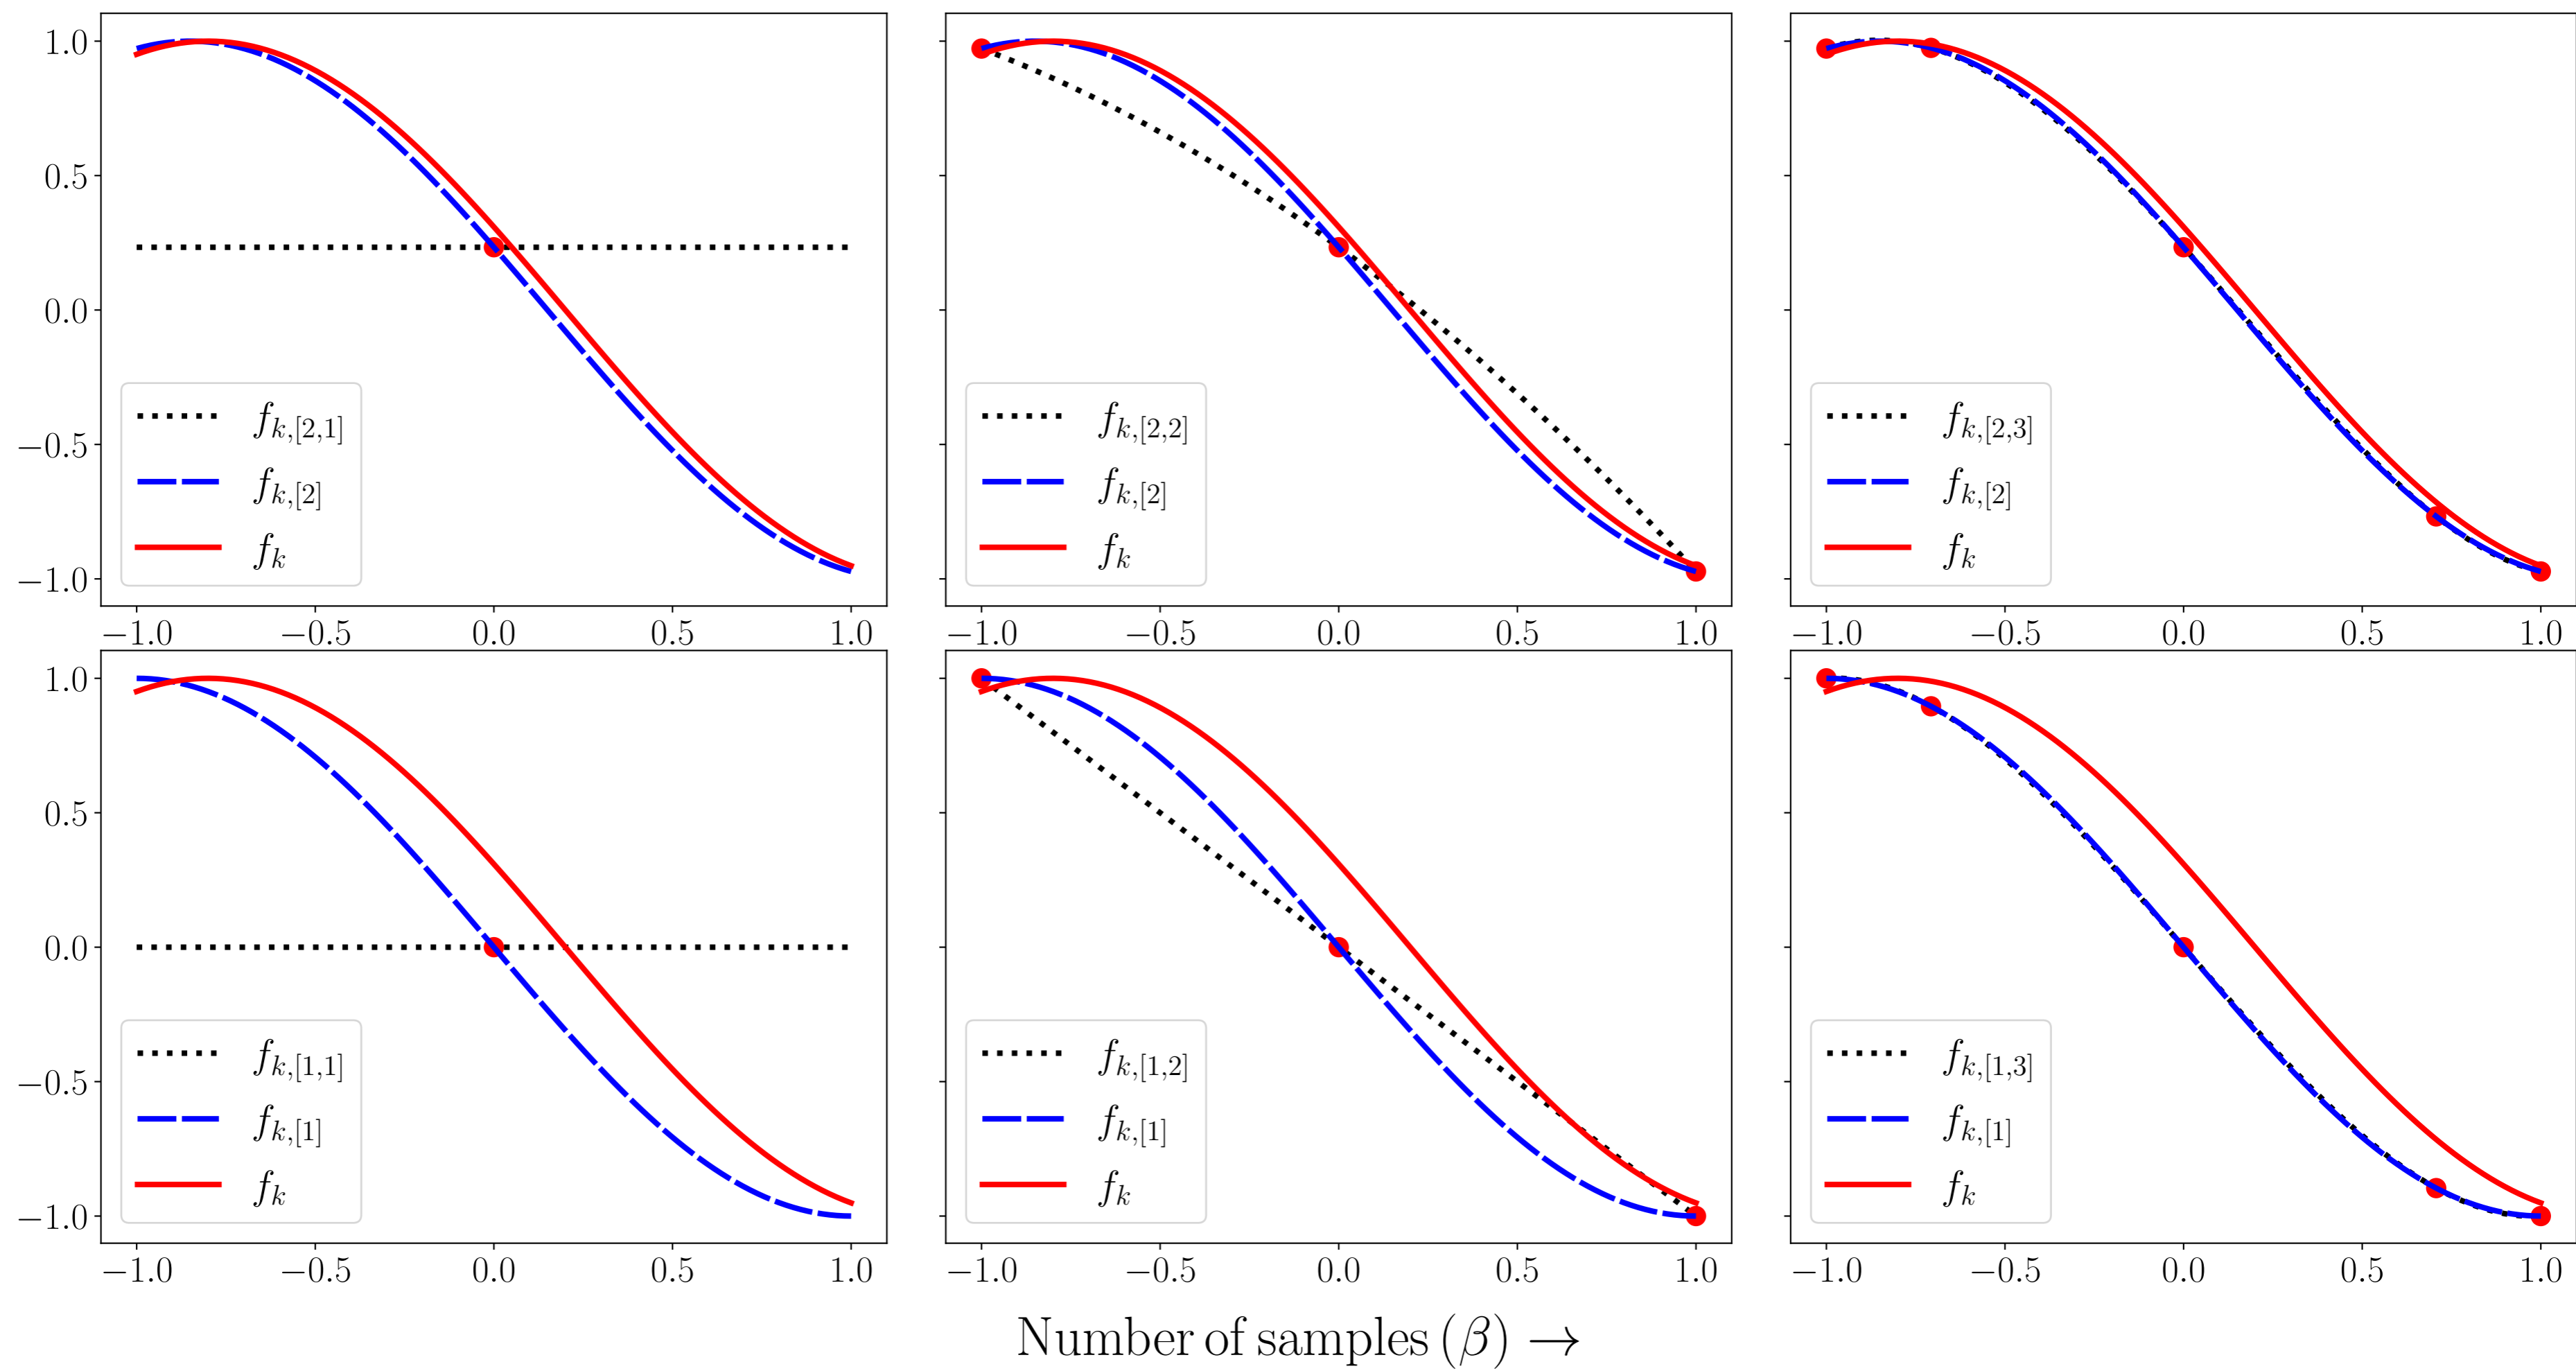 1.0
0.5
0.0
−0.5
−1.0
f_{k,[2,1]}
f_{k,[2]}
f_k
−1.0 −0.5 0.0 0.5 1.0
f_{k,[2,2]}
f_{k,[2]}
f_k
−1.0 −0.5 0.0 0.5 1.0
f_{k,[2,3]}
f_{k,[2]}
f_k
−1.0 −0.5 0.0 0.5 1.0
1.0
0.5
0.0
−0.5
−1.0
f_{k,[1,1]}
f_{k,[1]}
f_k
−1.0 −0.5 0.0 0.5 1.0
f_{k,[1,2]}
f_{k,[1]}
f_k
−1.0 −0.5 0.0 0.5 1.0
f_{k,[1,3]}
f_{k,[1]}
f_k
−1.0 −0.5 0.0 0.5 1.0
Number of samples (β) →